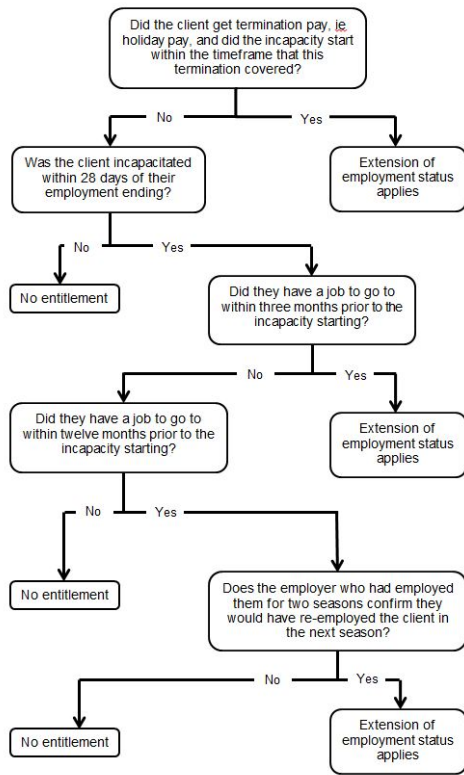 Did the client get termination pay, ie
holiday pay, and did the incapacity start
within the timeframe that this
termination covered?
No
Yes
Was the client incapacitated
within 28 days of their
employment ending?
Extension of
employment status
applies
No
Yes
No entitlement
Did they have a job to go to
within three months prior to the
incapacity starting?
No
Yes
Did they have a job to go to
within twelve months prior to the
incapacity starting?
Extension of
employment status
applies
No
Yes
No entitlement
Does the employer who had employed
them for two seasons confirm they
would have re-employed the client in
the next season?
No
Yes
No entitlement
Extension of
employment status
applies